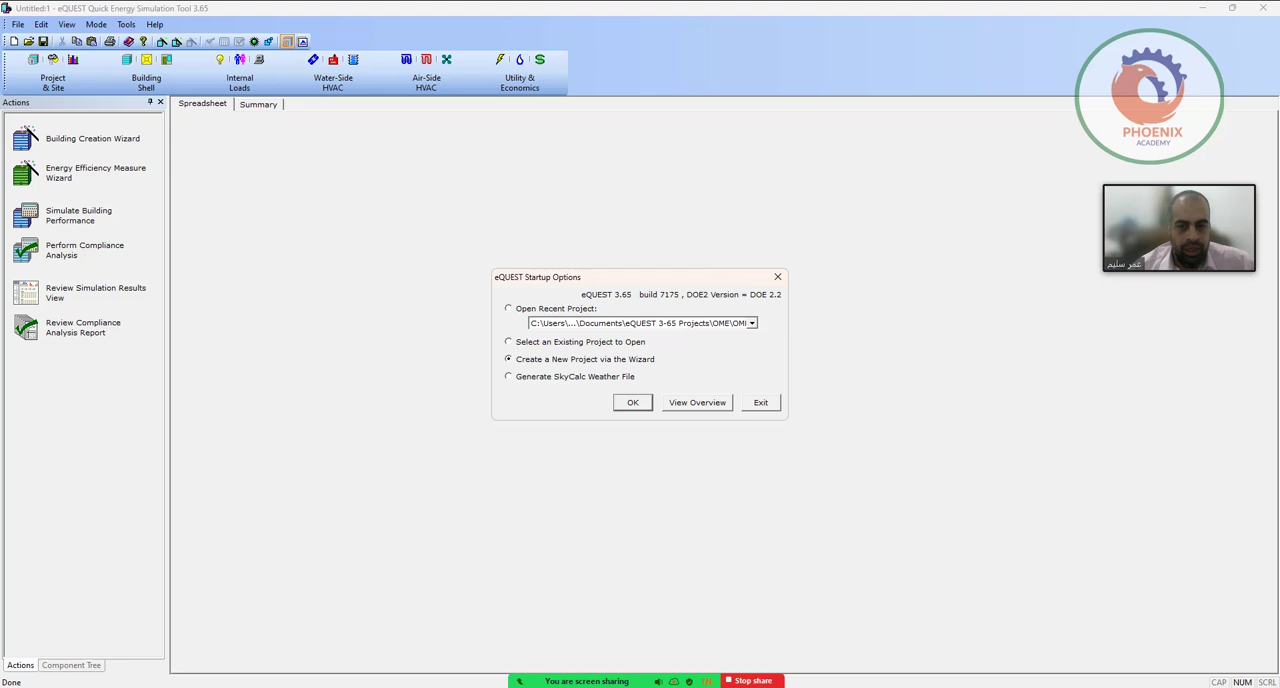 Untitled:1 - eQUEST Quick Energy Simulation Tool 3.65
File Edit View Mode Tools Help
Project & Site
Building Shell
Internal Loads
Water-Side HVAC
Air-Side HVAC
Utility & Economics
Actions
Spreadsheet Summary
Building Creation Wizard
Energy Efficiency Measure Wizard
Simulate Building Performance
Perform Compliance Analysis
Review Simulation Results View
Review Compliance Analysis Report
PHOENIX
ACADEMY
عمر سليم
eQUEST Startup Options
eQUEST 3.65 build 7175 , DOE2 Version = DOE 2.2
Open Recent Project:
C:\Users\...\Documents\eQUEST 3-65 Projects\OME\OMI
Select an Existing Project to Open
Create a New Project via the Wizard
Generate SkyCalc Weather File
OK View Overview Exit
Actions Component Tree
Done
You are screen sharing Stop share
CAP NUM SCRL